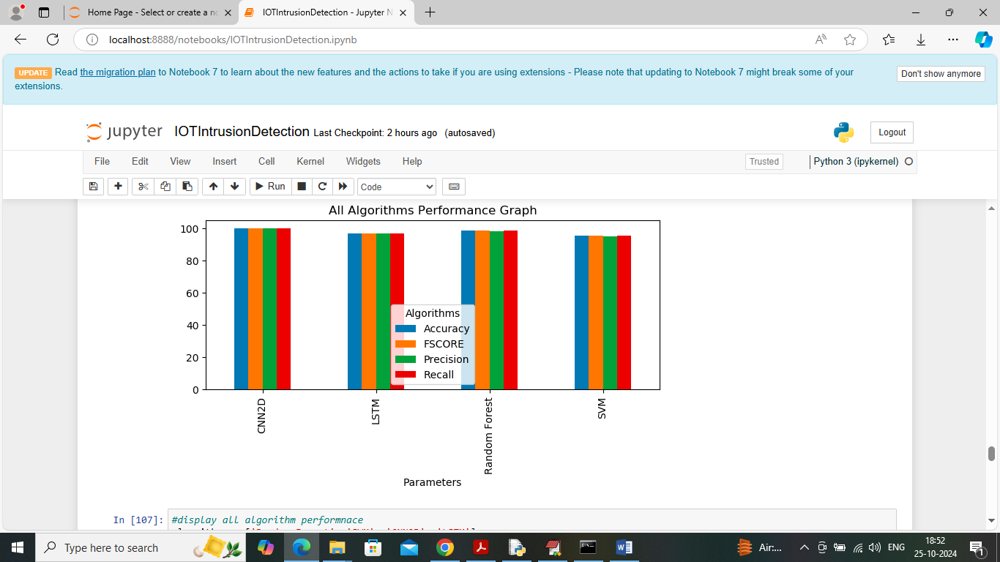 Home Page - Select or create a no
IOTIntrusionDetection - Jupyter N
localhost:8888/notebooks/IOTIntrusionDetection.ipynb
UPDATE Read the migration plan to Notebook 7 to learn about the new features and the actions to take if you are using extensions - Please note that updating to Notebook 7 might break some of your
extensions.
Don't show anymore
jupyter IOTIntrusionDetection Last Checkpoint: 2 hours ago (autosaved)
Logout
File Edit View Insert Cell Kernel Widgets Help
Trusted
Python 3 (ipykernel)
Run
Code
All Algorithms Performance Graph
100
80
60
40
20
0
Algorithms
Accuracy
FSCORE
Precision
Recall
CNN2D
LSTM
Random Forest
SVM
Parameters
In [107]: #display all algorithm performnace
Type here to search
Air:...
ENG
18:52
25-10-2024
1